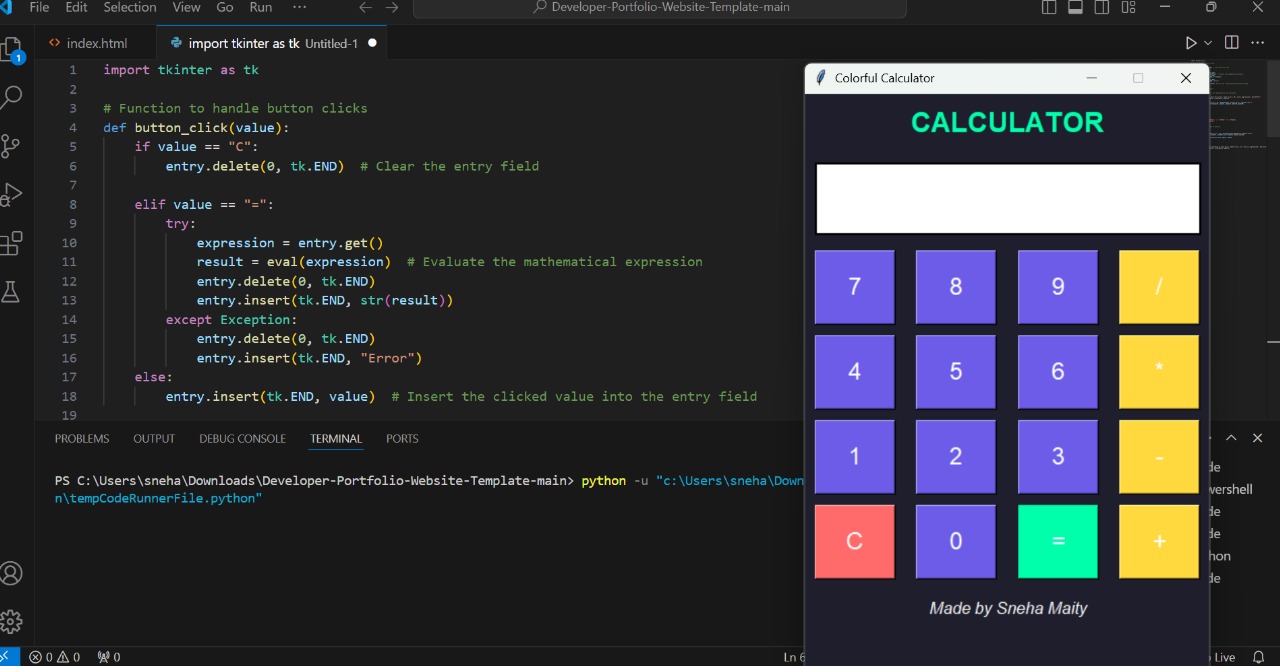 File Edit Selection View Go Run ··· ← → Developer-Portfolio-Website-Template-main
index.html import tkinter as tk Untitled-1
1
1 import tkinter as tk
2
3 # Function to handle button clicks
4 def button_click(value):
5 if value == "C":
6 entry.delete(0, tk.END) # Clear the entry field
7
8 elif value == "=":
9 try:
10 expression = entry.get()
11 result = eval(expression) # Evaluate the mathematical expression
12 entry.delete(0, tk.END)
13 entry.insert(tk.END, str(result))
14 except Exception:
15 entry.delete(0, tk.END)
16 entry.insert(tk.END, "Error")
17 else:
18 entry.insert(tk.END, value) # Insert the clicked value into the entry field
19
PROBLEMS OUTPUT DEBUG CONSOLE TERMINAL PORTS
PS C:\Users\sneha\Downloads\Developer-Portfolio-Website-Template-main> python -u "c:\Users\sneha\Down
n\tempCodeRunnerFile.python"
de
wershell
de
de
hon
de
0 0 0
Ln 6
Live
Colorful Calculator
CALCULATOR
7 8 9 /
4 5 6 *
1 2 3 -
C 0 = +
Made by Sneha Maity